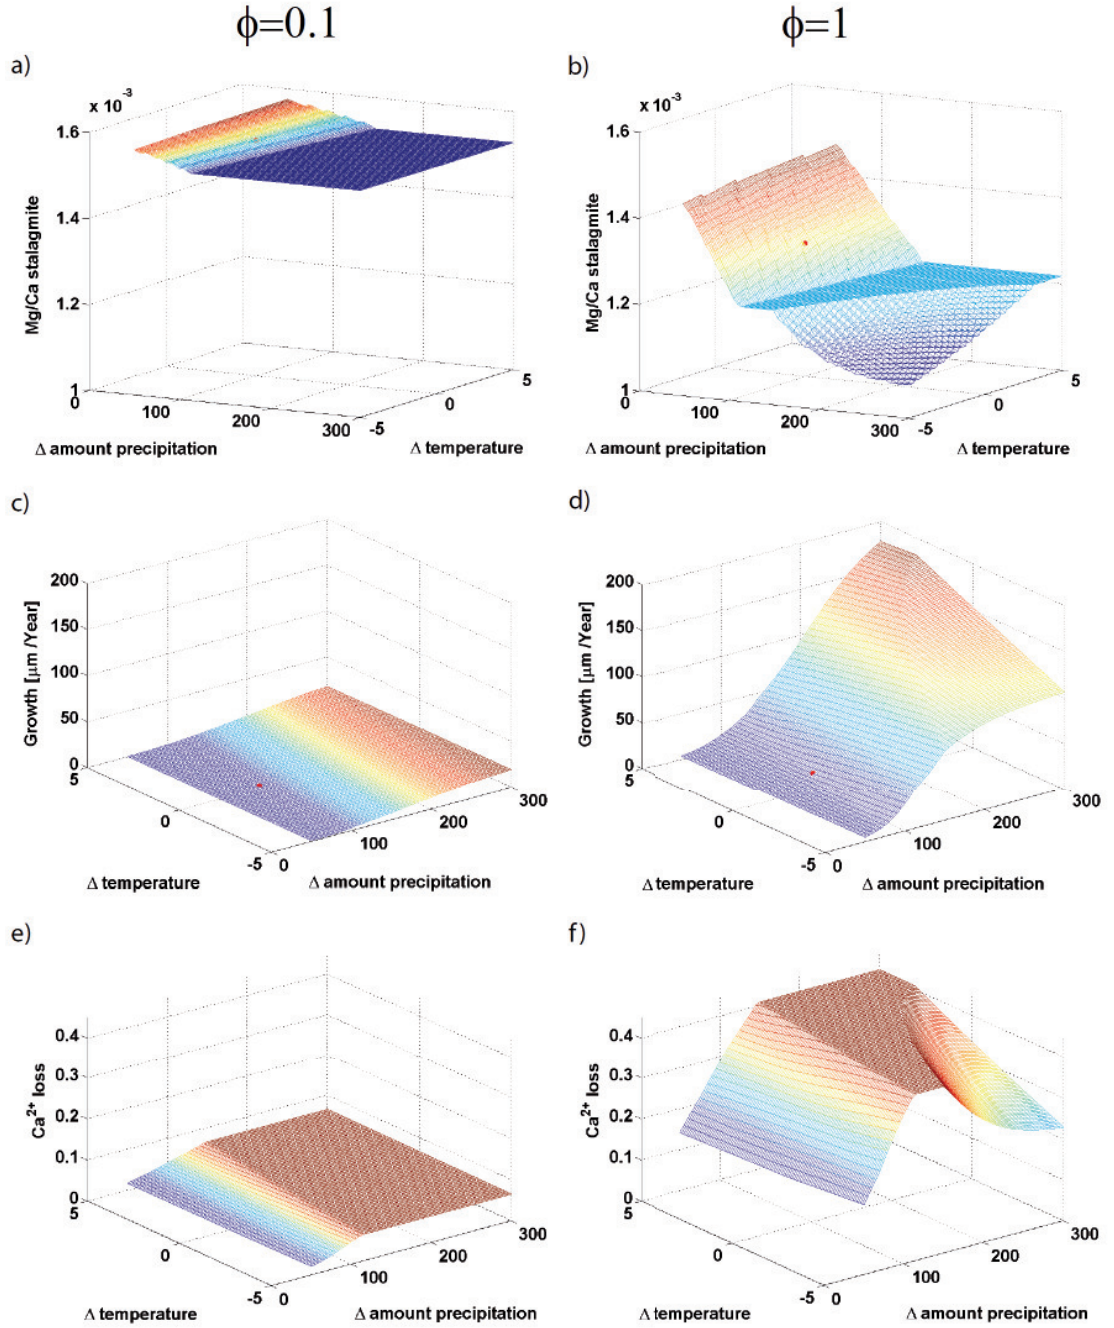 ϕ=0.1
ϕ=1
a)
x 10⁻³
1.6
1.4
1.2
1
0
100
200
300
-5
0
5
Mg/Ca stalagmite
Δ amount precipitation
Δ temperature
b)
x 10⁻³
1.6
1.4
1.2
1
0
100
200
300
-5
0
5
Mg/Ca stalagmite
Δ amount precipitation
Δ temperature
c)
200
150
100
50
0
5
0
-5
0
100
200
300
Growth [μm /Year]
Δ temperature
Δ amount precipitation
d)
200
150
100
50
0
5
0
-5
0
100
200
300
Growth [μm /Year]
Δ temperature
Δ amount precipitation
e)
0.4
0.3
0.2
0.1
0
5
0
-5
0
100
200
300
Ca²⁺ loss
Δ temperature
Δ amount precipitation
f)
0.4
0.3
0.2
0.1
0
5
0
-5
0
100
200
300
Ca²⁺ loss
Δ temperature
Δ amount precipitation